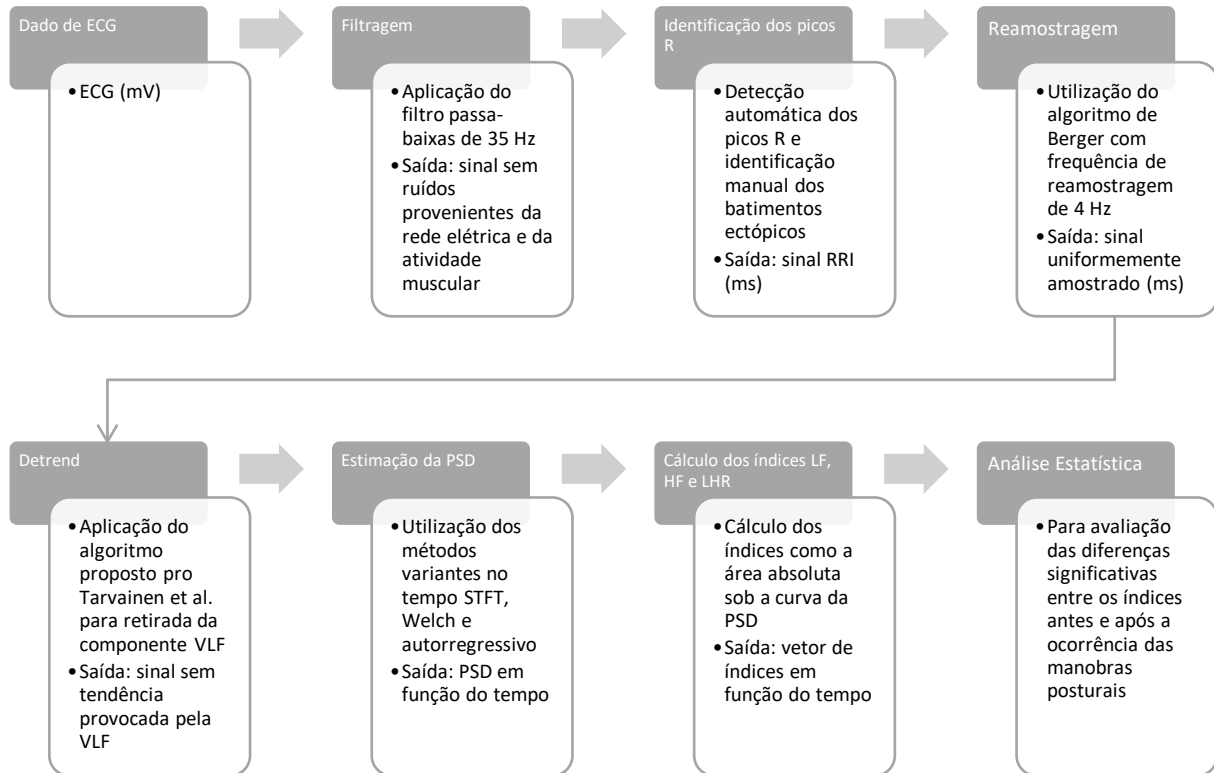 Dado de ECG
• ECG (mV)
Filtragem
• Aplicação do
filtro passa-
baixas de 35 Hz
• Saída: sinal sem
ruídos
provenientes da
rede elétrica e da
atividade
muscular
Identificação dos picos
R
• Detecção
automática dos
picos R e
identificação
manual dos
batimentos
ectópicos
• Saída: sinal RRI
(ms)
Reamostragem
• Utilização do
algoritmo de
Berger com
frequência de
reamostragem
de 4 Hz
• Saída: sinal
uniformemente
amostrado (ms)
Detrend
• Aplicação do
algoritmo
proposto pro
Tarvainen et al.
para retirada da
componente VLF
• Saída: sinal sem
tendência
provocada pela
VLF
Estimação da PSD
• Utilização dos
métodos
variantes no
tempo STFT,
Welch e
autorregressivo
• Saída: PSD em
função do tempo
Cálculo dos índices LF,
HF e LHR
• Cálculo dos
índices como a
área absoluta
sob a curva da
PSD
• Saída: vetor de
índices em
função do tempo
Análise Estatística
• Para avaliação
das diferenças
significativas
entre os índices
antes e após a
ocorrência das
manobras
posturais